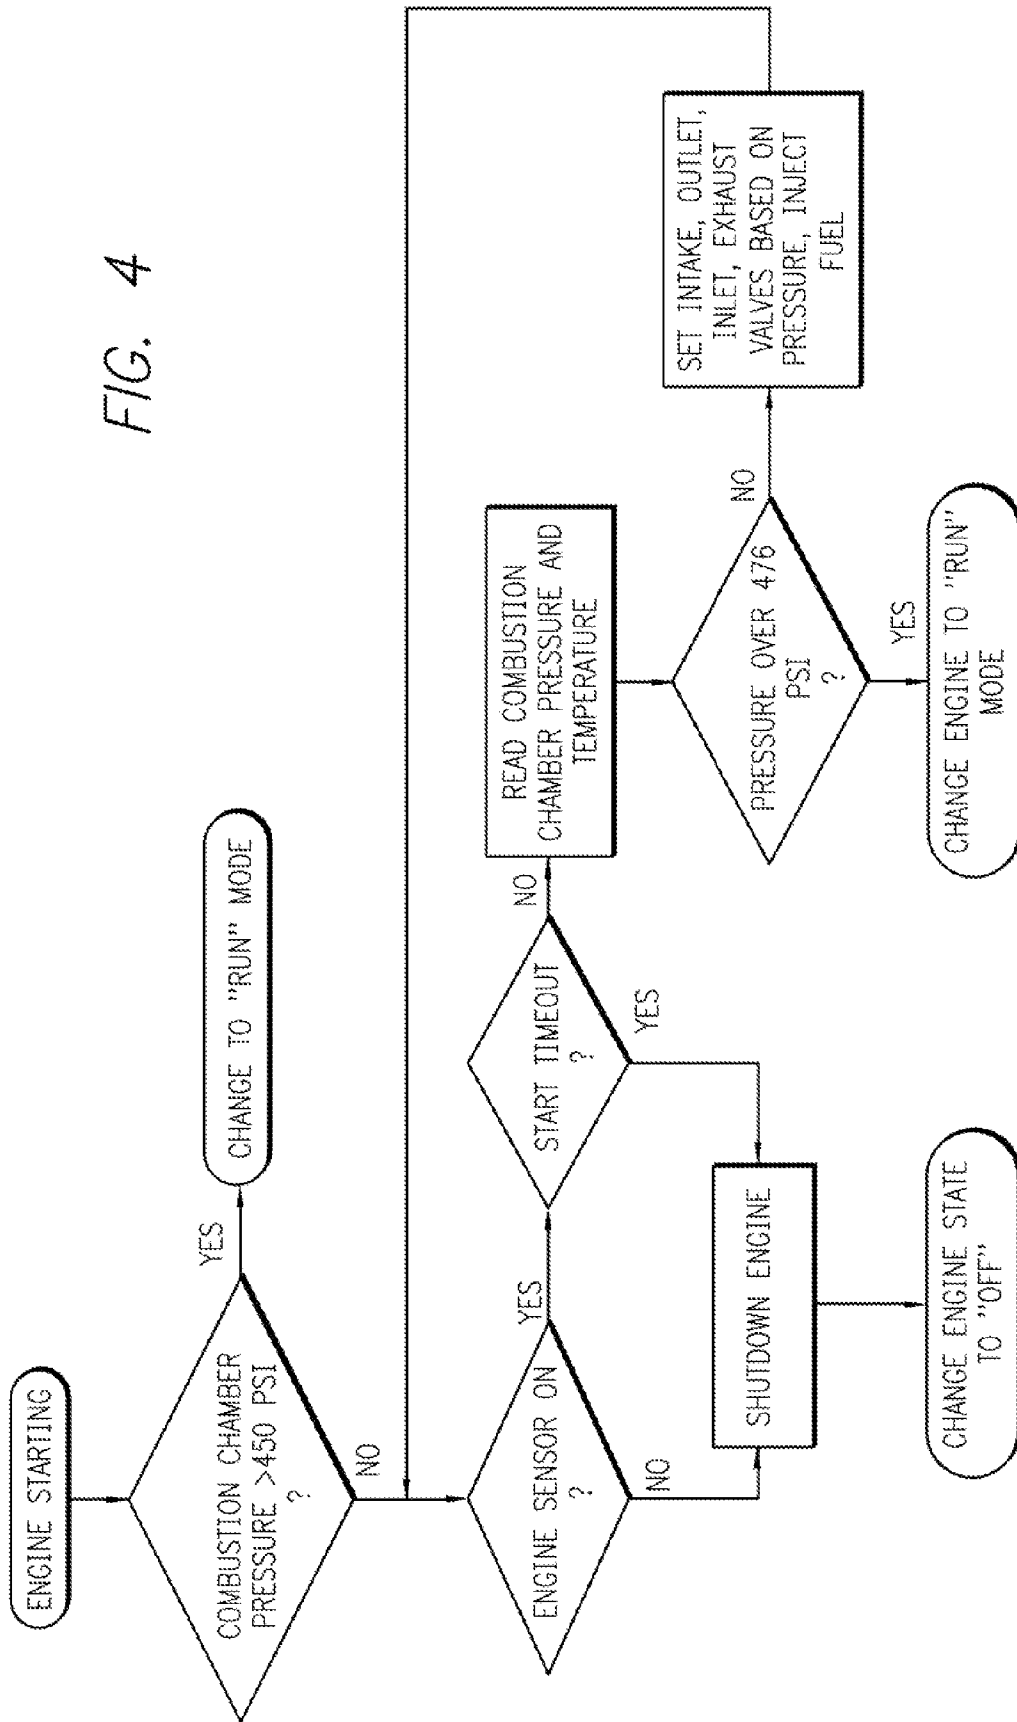 FIG. 4
ENGINE STARTING
COMBUSTION CHAMBER
PRESSURE >450 PSI
?
YES
CHANGE TO "RUN" MODE
NO
ENGINE SENSOR ON
?
YES
NO
START TIMEOUT
?
NO
YES
READ COMBUSTION
CHAMBER PRESSURE AND
TEMPERATURE
PRESSURE OVER 476
PSI
?
NO
YES
SET INTAKE, OUTLET,
INLET, EXHAUST
VALVES BASED ON
PRESSURE, INJECT
FUEL
SHUTDOWN ENGINE
CHANGE ENGINE STATE
TO "OFF"
CHANGE ENGINE TO "RUN"
MODE